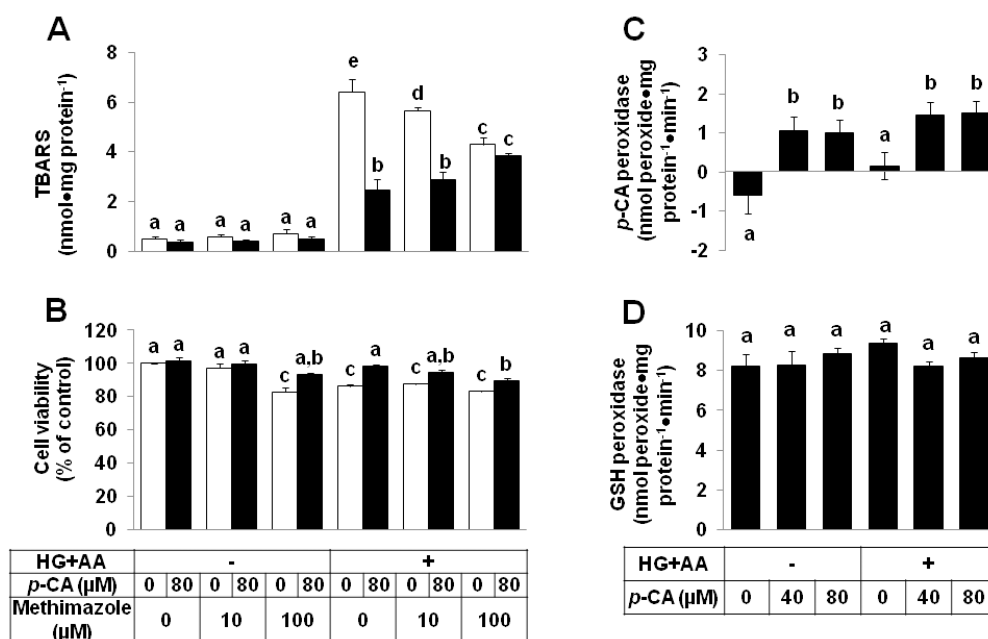 A
TBARS
(nmol•mg protein-1)
8
6
4
2
0
a a a a a a e b d b c c
B
Cell viability
(% of control)
120
100
80
60
40
20
0
a a a a c a,b c a c a,b c b
HG+AA - +
p-CA (µM) 0 80 0 80 0 80 0 80 0 80 0 80
Methimazole (µM) 0 10 100 0 10 100
C
p-CA peroxidase
(nmol peroxide•mg
protein-1•min-1)
3
2
1
0
-1
-2
a b b a b b
D
GSH peroxidase
(nmol peroxide•mg
protein-1•min-1)
10
8
6
4
2
0
a a a a a a
HG+AA - +
p-CA (µM) 0 40 80 0 40 80